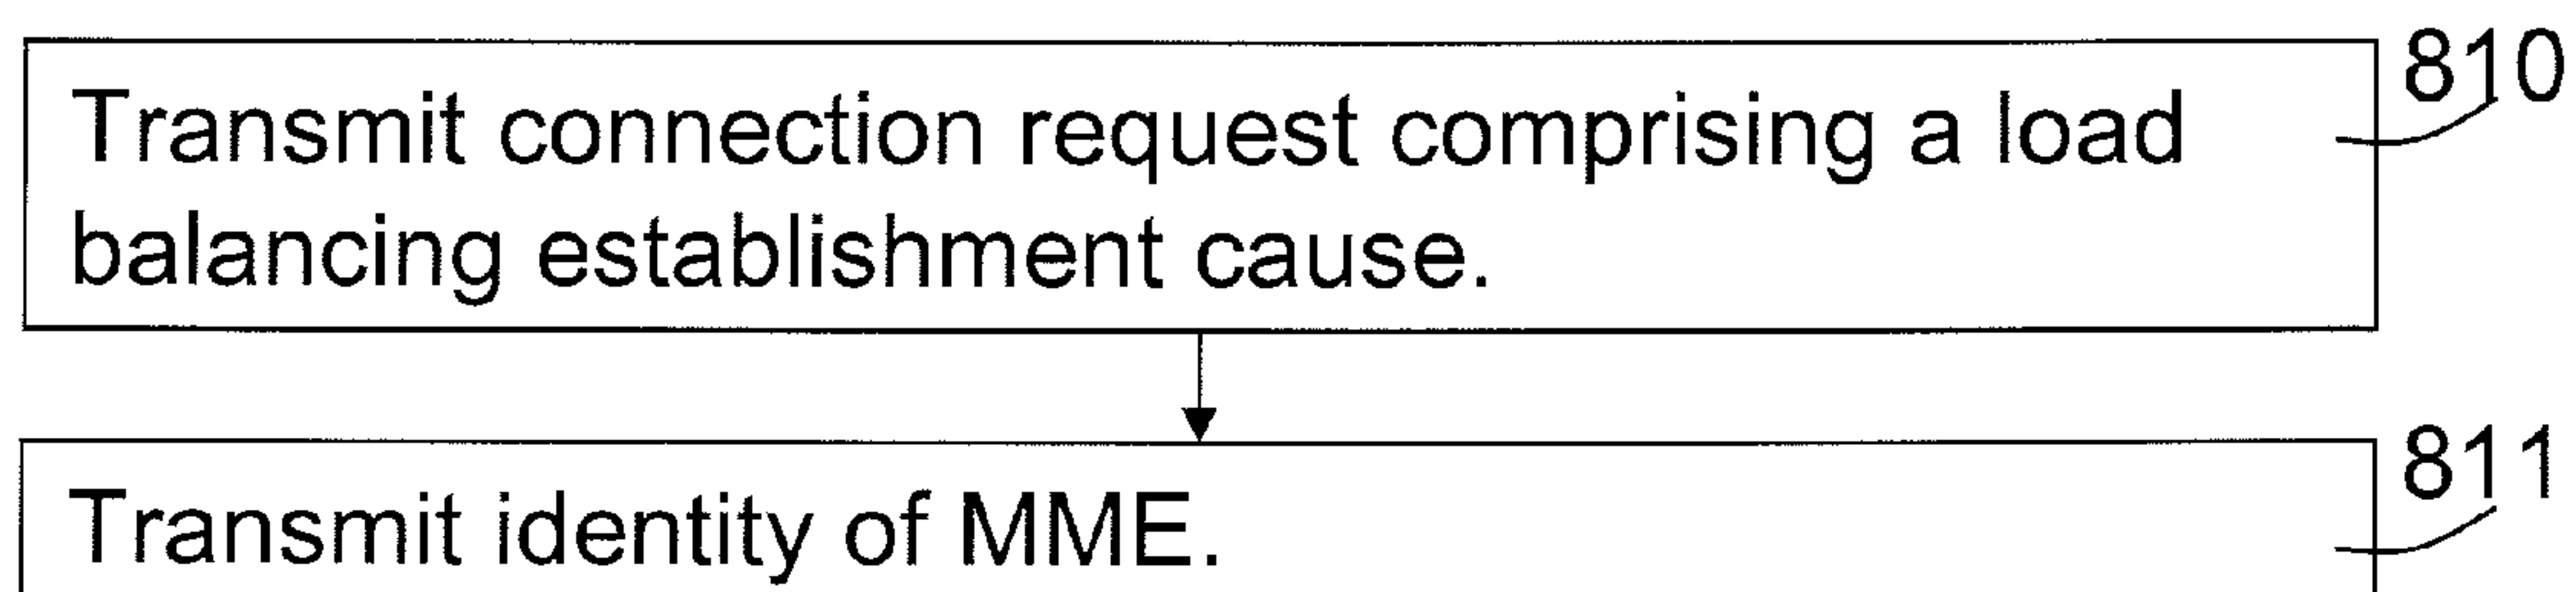 810
Transmit connection request comprising a load
balancing establishment cause.
811
Transmit identity of MME.